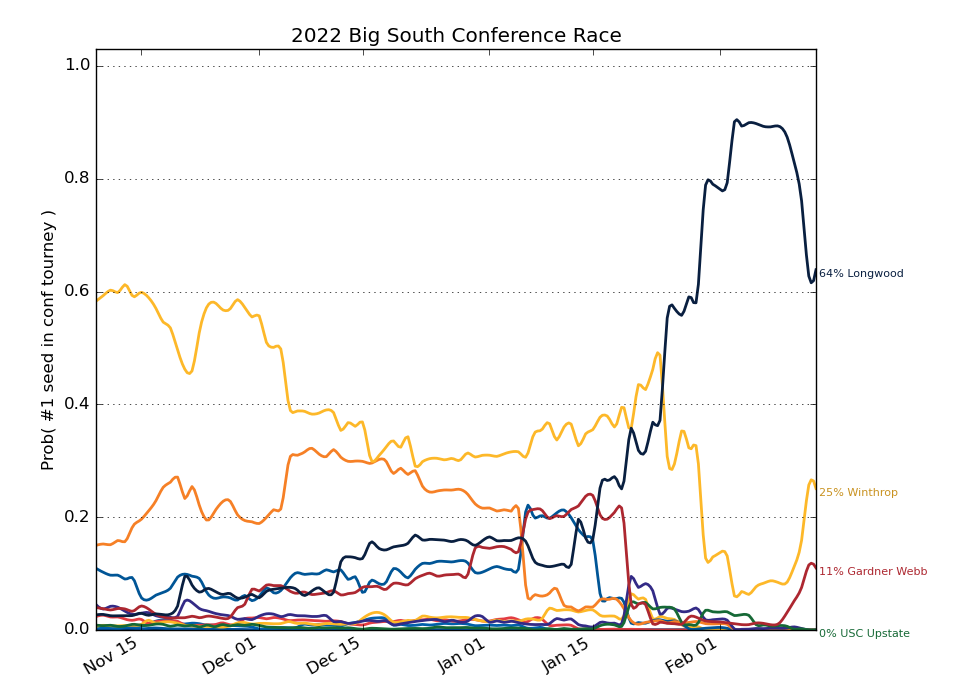 2022 Big South Conference Race
Prob( #1 seed in conf tourney )
1.0
0.8
0.6
0.4
0.2
0.0
Nov 15
Dec 01
Dec 15
Jan 01
Jan 15
Feb 01
64% Longwood
25% Winthrop
11% Gardner Webb
0% USC Upstate